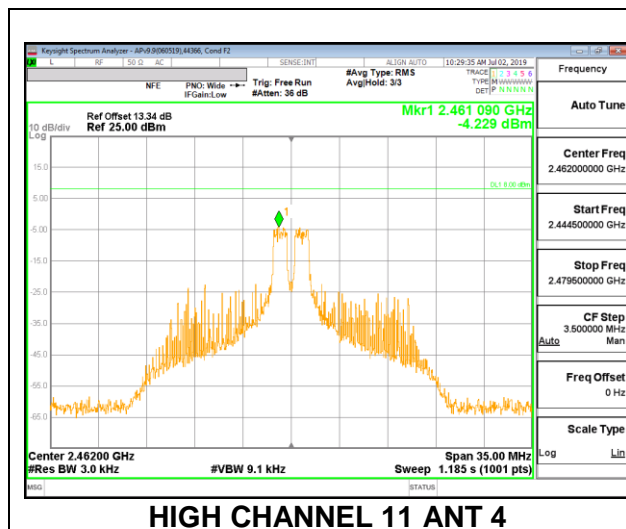 Keysight Spectrum Analyzer - APv9.9(060519),44366, Cond F2
L RF 50 Ω AC SENSE:INT ALIGN AUTO 10:29:35 AM Jul 02, 2019
NFE PNO: Wide Trig: Free Run #Avg Type: RMS TRACE 1 2 3 4 5 6
IFGain:Low #Atten: 36 dB Avg|Hold: 3/3 TYPE M WWWWW
DET P N N N N N
Frequency
Auto Tune
Center Freq
2.462000000 GHz
Start Freq
2.444500000 GHz
Stop Freq
2.479500000 GHz
CF Step
3.500000 MHz
Auto Man
Freq Offset
0 Hz
Scale Type
Log Lin
Mkr1 2.461 090 GHz
-4.229 dBm
Ref Offset 13.34 dB
10 dB/div Ref 25.00 dBm
Log
15.0
DL1 8.00 dBm
5.00
1
-5.00
-15.0
-25.0
-35.0
-45.0
-55.0
-65.0
Center 2.46200 GHz Span 35.00 MHz
#Res BW 3.0 kHz #VBW 9.1 kHz Sweep 1.185 s (1001 pts)
MSG STATUS
HIGH CHANNEL 11 ANT 4